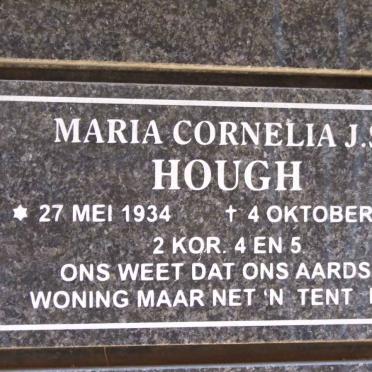 MARIA CORNELIA J.S
HOUGH
* 27 MEI 1934 † 4 OKTOBER
2 KOR. 4 EN 5
ONS WEET DAT ONS AARDS
WONING MAAR NET 'N TENT